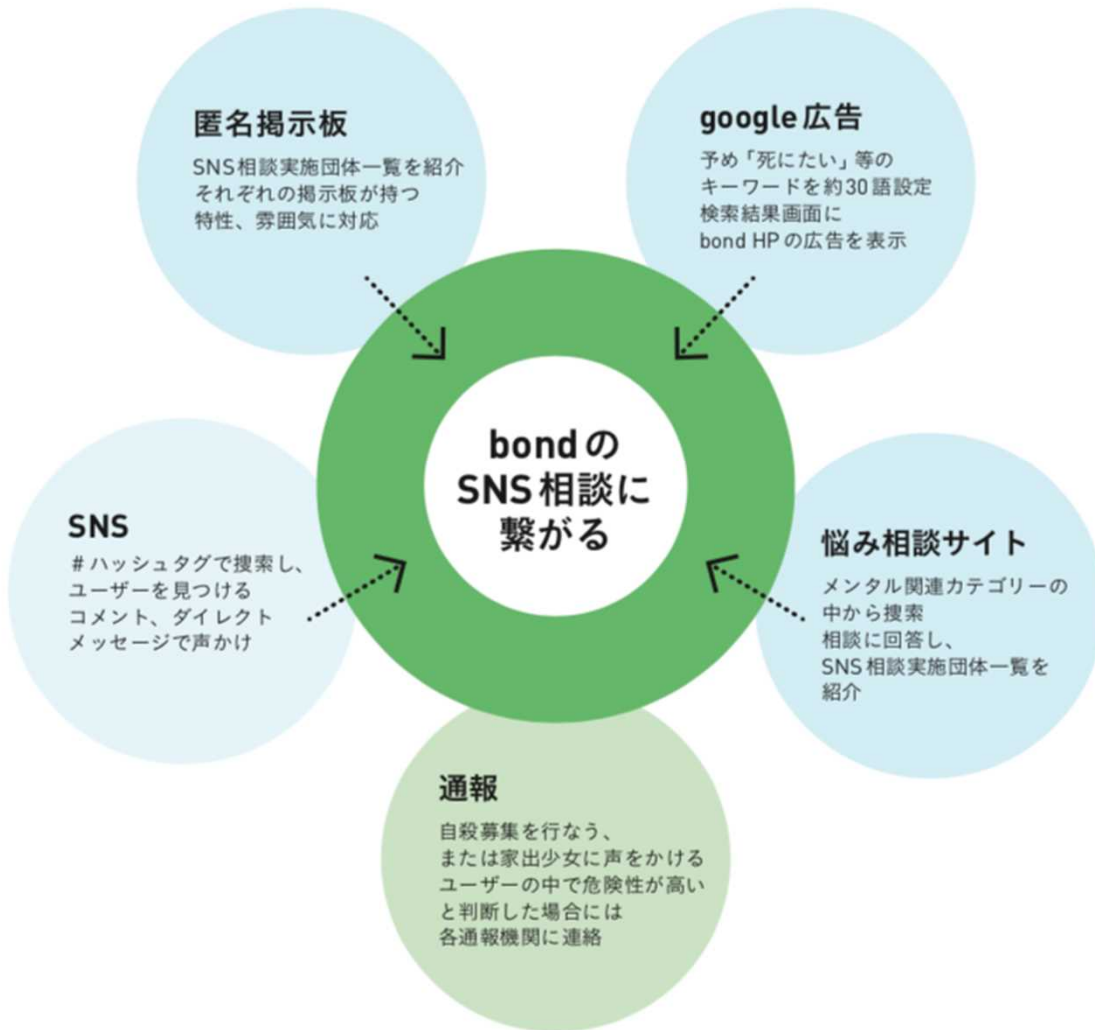 匿名掲示板
SNS相談実施団体一覧を紹介
それぞれの掲示板が持つ
特性、雰囲気に対応
google広告
予め「死にたい」等の
キーワードを約30語設定
検索結果画面に
bond HPの広告を表示
bondの
SNS相談に
繋がる
SNS
#ハッシュタグで捜索し、
ユーザーを見つける
コメント、ダイレクト
メッセージで声かけ
悩み相談サイト
メンタル関連カテゴリーの
中から捜索
相談に回答し、
SNS相談実施団体一覧を
紹介
通報
自殺募集を行なう、
または家出少女に声をかける
ユーザーの中で危険性が高い
と判断した場合には
各通報機関に連絡